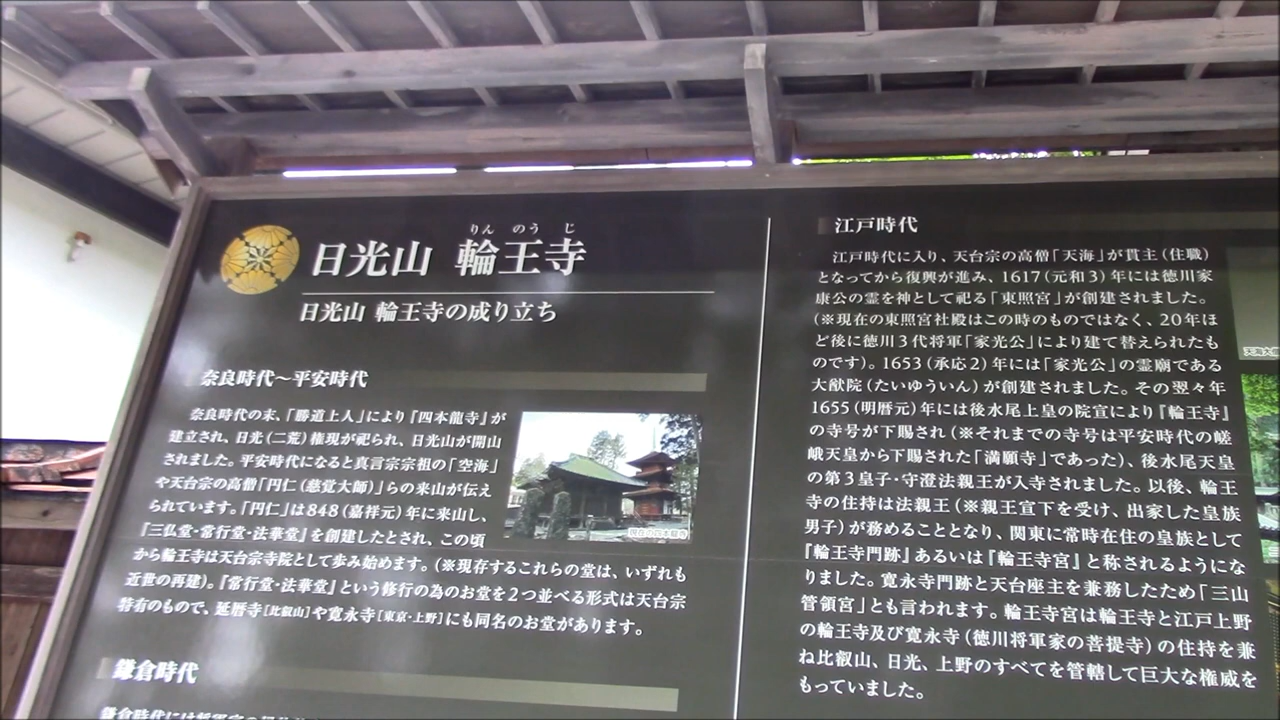 りん のう じ
日光山 輪王寺
日光山 輪王寺の成り立ち
奈良時代～平安時代
奈良時代の末、「勝道上人」により『四本龍寺』が
建立され、日光(二荒)権現が祀られ、日光山が開山
されました。平安時代になると真言宗宗祖の「空海」
や天台宗の高僧「円仁(慈覚大師)」らの来山が伝え
られています。「円仁」は848(嘉祥元)年に来山し、
『三仏堂・常行堂・法華堂』を創建したとされ、この頃
から輪王寺は天台宗寺院として歩み始めます。(※現存するこれらの堂は、いずれも
近世の再建)。『常行堂・法華堂』という修行の為のお堂を2つ並べる形式は天台宗
特有のもので、延暦寺[比叡山]や寛永寺[東京・上野]にも同名のお堂があります。
現在の四本龍寺
鎌倉時代
江戸時代
江戸時代に入り、天台宗の高僧「天海」が貫主(住職)
となってから復興が進み、1617(元和3)年には徳川家
康公の霊を神として祀る「東照宮」が創建されました。
(※現在の東照宮社殿はこの時のものではなく、20年ほ
ど後に徳川3代将軍「家光公」により建て替えられたも
のです)。1653(承応2)年には「家光公」の霊廟である
大猷院(たいゆういん)が創建されました。その翌々年
1655(明暦元)年には後水尾上皇の院宣により『輪王寺』
の寺号が下賜され(※それまでの寺号は平安時代の嵯
峨天皇から下賜された「満願寺」であった)、後水尾天皇
の第3皇子・守澄法親王が入寺されました。以後、輪王
寺の住持は法親王(※親王宣下を受け、出家した皇族
男子)が務めることとなり、関東に常時在住の皇族として
『輪王寺門跡』あるいは『輪王寺宮』と称されるようにな
りました。寛永寺門跡と天台座主を兼務したため「三山
管領宮」とも言われます。輪王寺宮は輪王寺と江戸上野
の輪王寺及び寛永寺(徳川将軍家の菩提寺)の住持を兼
ね比叡山、日光、上野のすべてを管轄して巨大な権威を
もっていました。
天海大